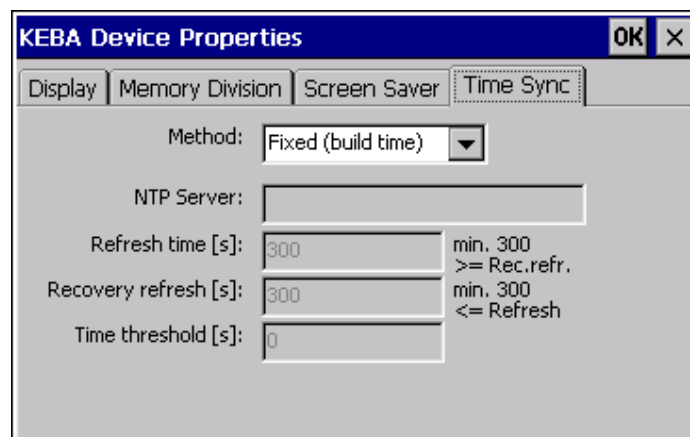 KEBA Device Properties OK ×
Display Memory Division Screen Saver Time Sync
Method: Fixed (build time)
NTP Server:
Refresh time [s]: 300 min. 300
>= Rec.refr.
Recovery refresh [s]: 300 min. 300
<= Refresh
Time threshold [s]: 0